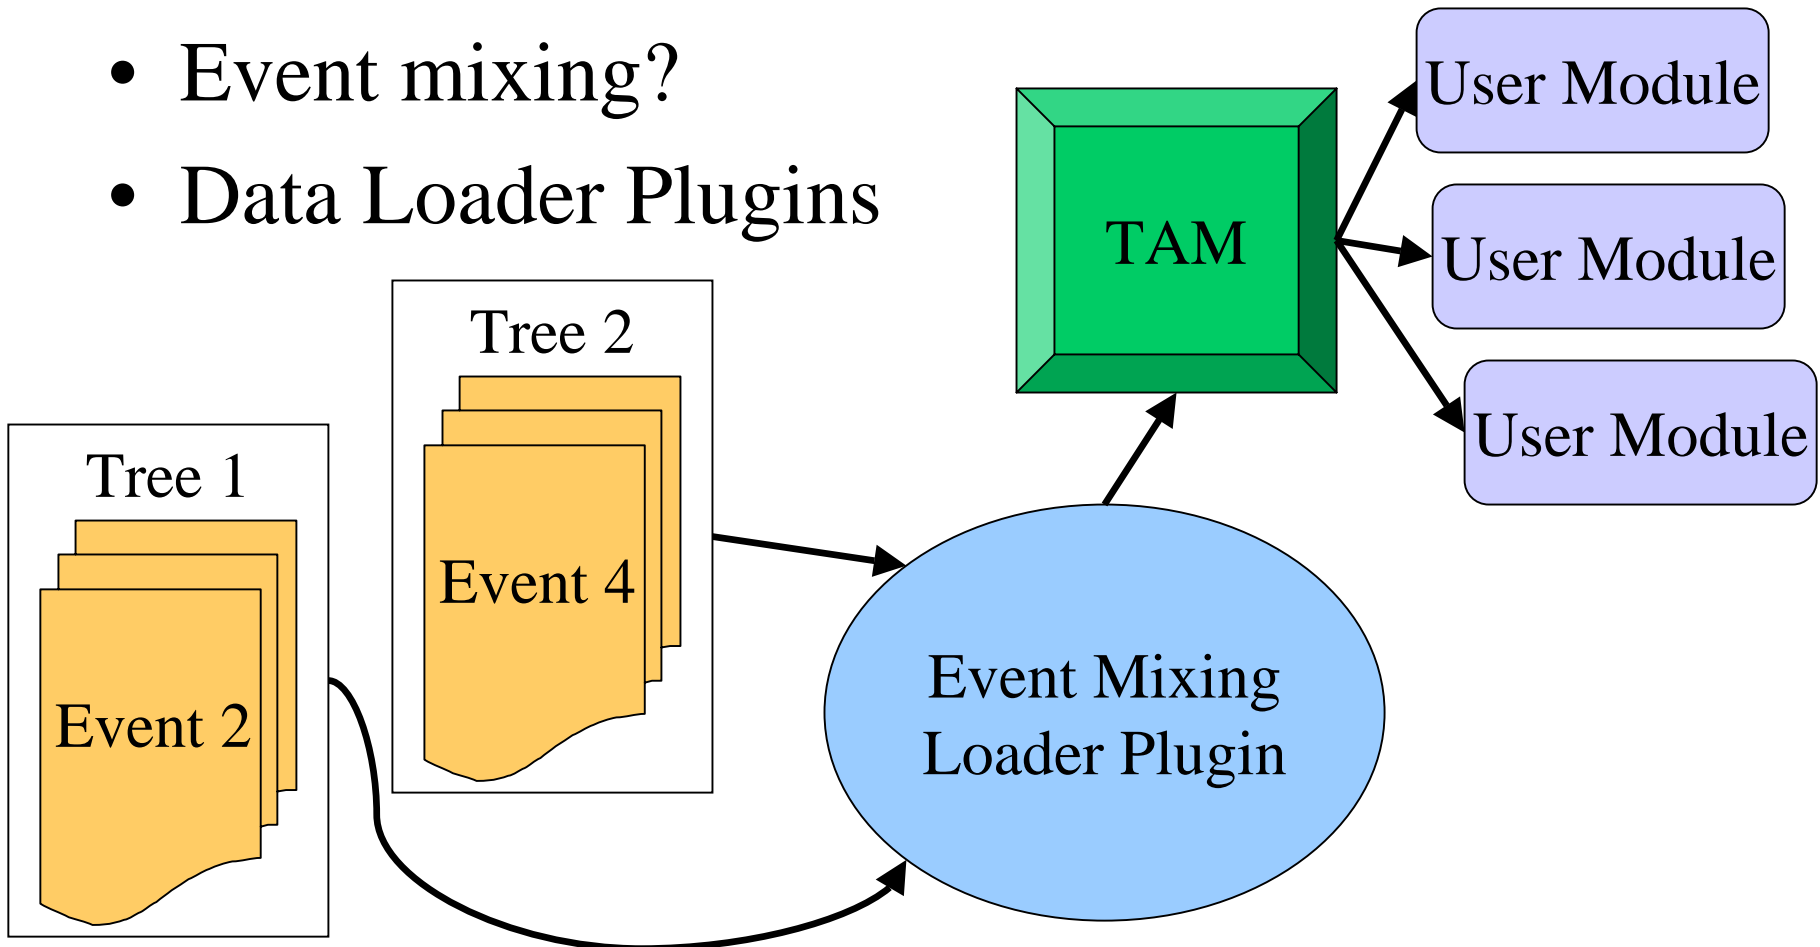 • Event mixing?
• Data Loader Plugins
User Module
User Module
User Module
TAM
Tree 2
Event 4
Tree 1
Event 2
Event Mixing
Loader Plugin